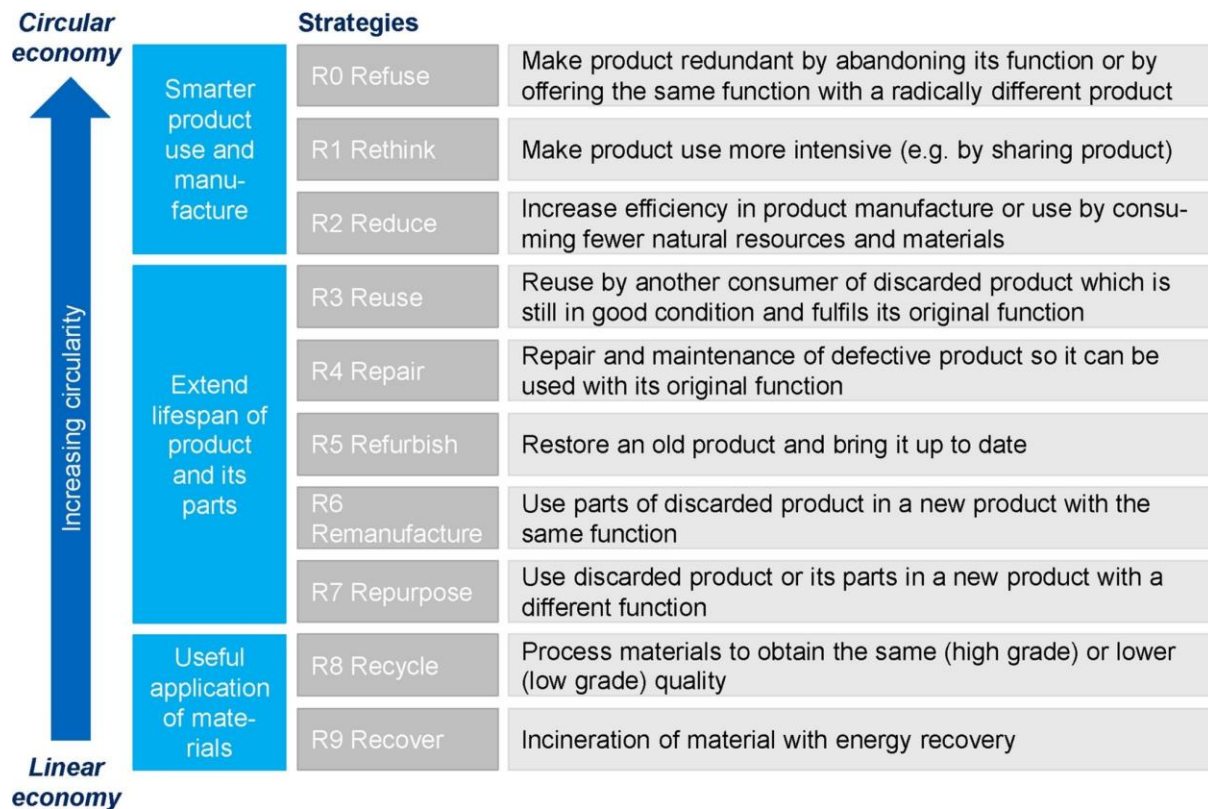 Circular
economy
Strategies
Increasing circularity
Linear
economy
Smarter
product
use and
manu-
facture
R0 Refuse
Make product redundant by abandoning its function or by
offering the same function with a radically different product
R1 Rethink
Make product use more intensive (e.g. by sharing product)
R2 Reduce
Increase efficiency in product manufacture or use by consu-
ming fewer natural resources and materials
Extend
lifespan of
product
and its
parts
R3 Reuse
Reuse by another consumer of discarded product which is
still in good condition and fulfils its original function
R4 Repair
Repair and maintenance of defective product so it can be
used with its original function
R5 Refurbish
Restore an old product and bring it up to date
R6
Remanufacture
Use parts of discarded product in a new product with the
same function
R7 Repurpose
Use discarded product or its parts in a new product with a
different function
Useful
application
of mate-
rials
R8 Recycle
Process materials to obtain the same (high grade) or lower
(low grade) quality
R9 Recover
Incineration of material with energy recovery